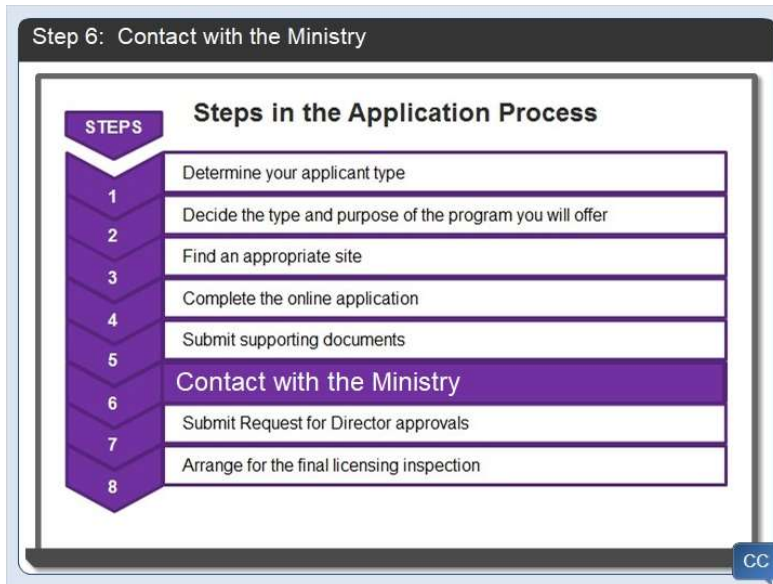 Step 6: Contact with the Ministry
Steps in the Application Process
STEPS
1
Determine your applicant type
2
Decide the type and purpose of the program you will offer
3
Find an appropriate site
4
Complete the online application
5
Submit supporting documents
6
Contact with the Ministry
7
Submit Request for Director approvals
8
Arrange for the final licensing inspection
CC